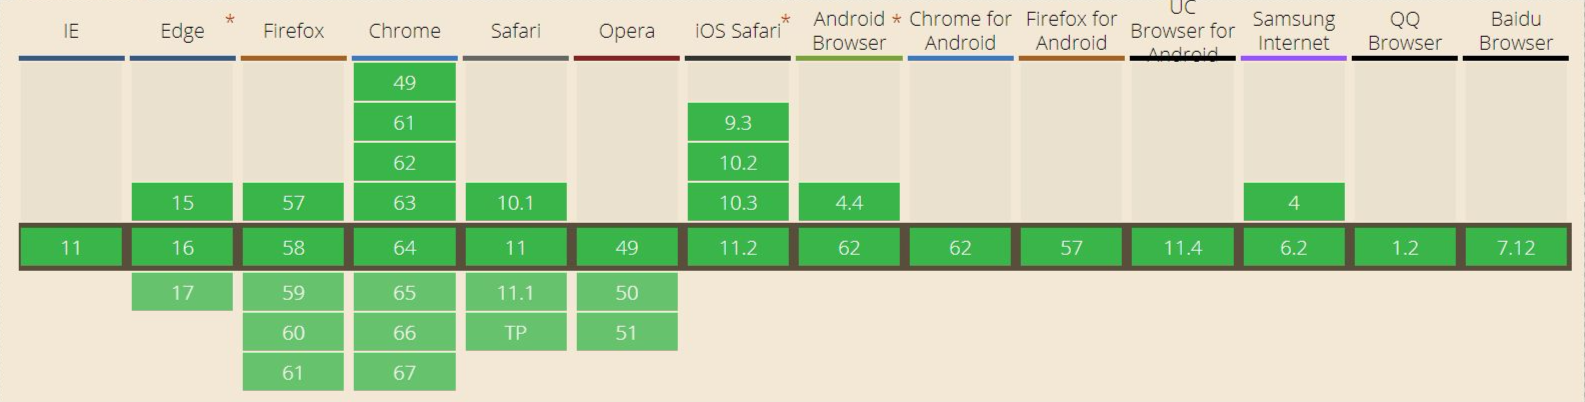 IE Edge * Firefox Chrome Safari Opera iOS Safari * Android Browser * Chrome for Android Firefox for Android UC Browser for Android Samsung Internet QQ Browser Baidu Browser
49
61 9.3
62 10.2
15 57 63 10.1 10.3 4.4 4
11 16 58 64 11 49 11.2 62 62 57 11.4 6.2 1.2 7.12
17 59 65 11.1 50
60 66 TP 51
61 67